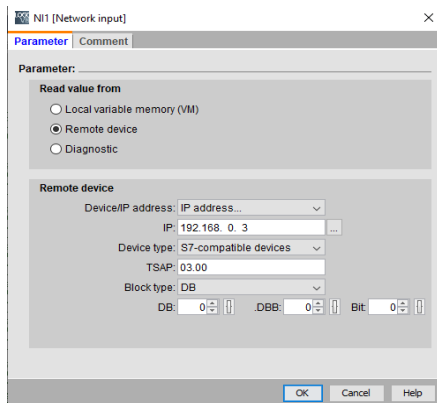 NI1 [Network input]
Parameter Comment
Parameter:
Read value from
Local variable memory (VM)
Remote device
Diagnostic
Remote device
Device/IP address: IP address...
IP: 192.168. 0. 3 ...
Device type: S7-compatible devices
TSAP: 03.00
Block type: DB
DB: 0 .DBB: 0 Bit: 0
OK Cancel Help